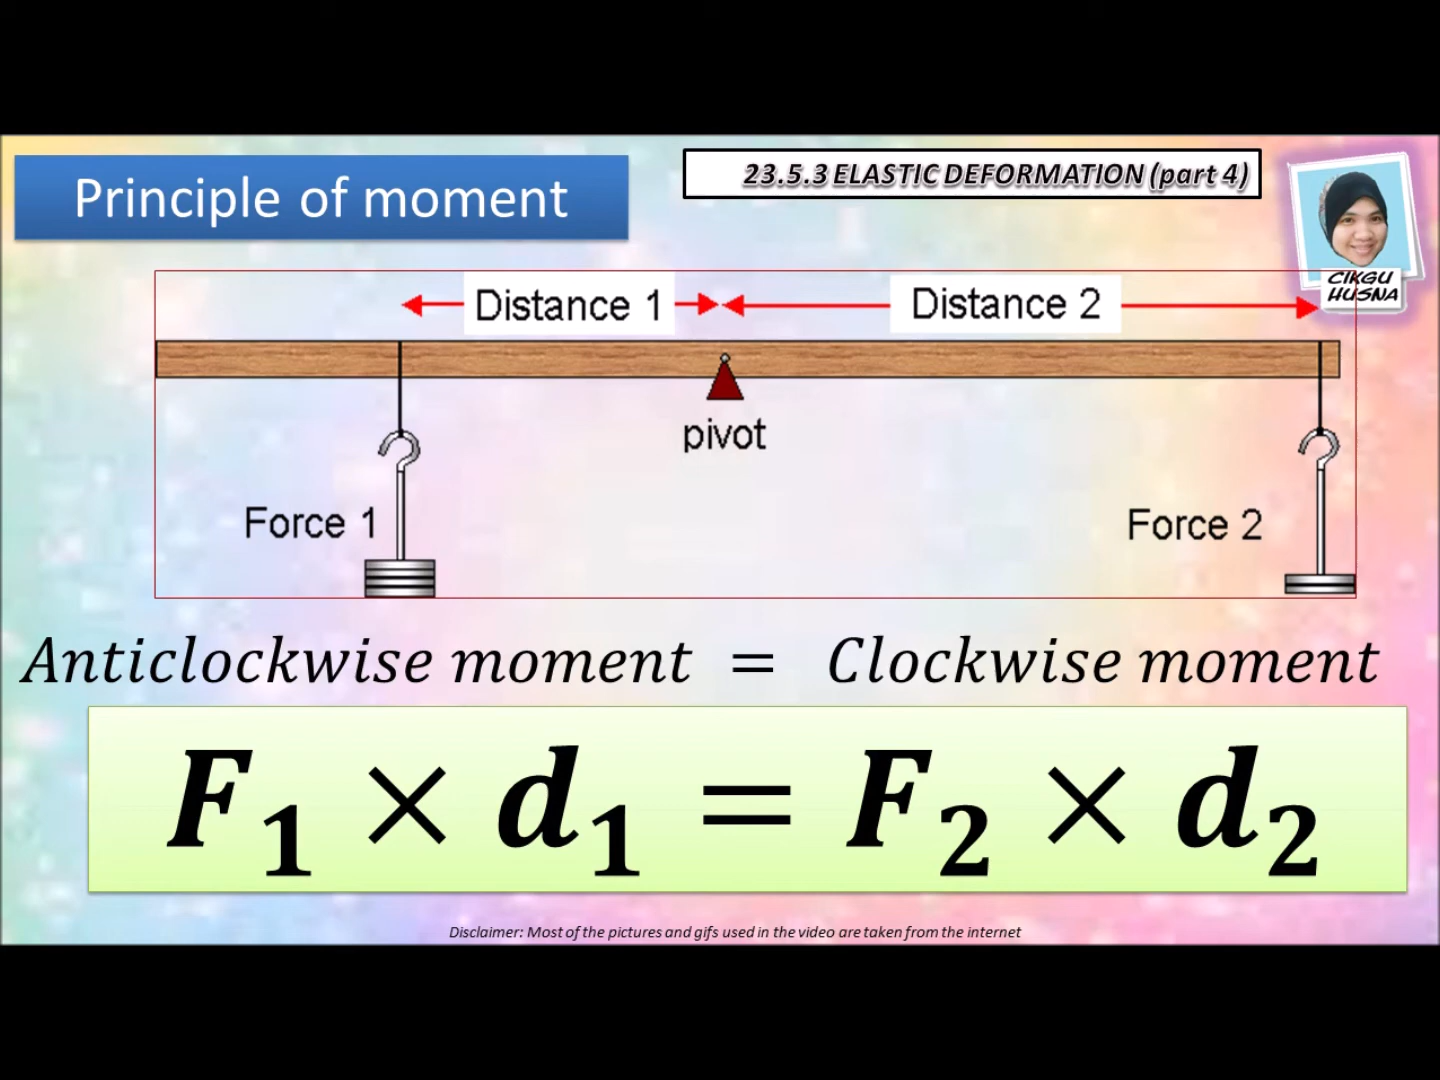 Principle of moment
23.5.3 ELASTIC DEFORMATION (part 4)
CIKGU
HUSNA
Distance 1
Distance 2
pivot
Force 1
Force 2
Anticlockwise moment = Clockwise moment
F₁ × d₁ = F₂ × d₂
Disclaimer: Most of the pictures and gifs used in the video are taken from the internet